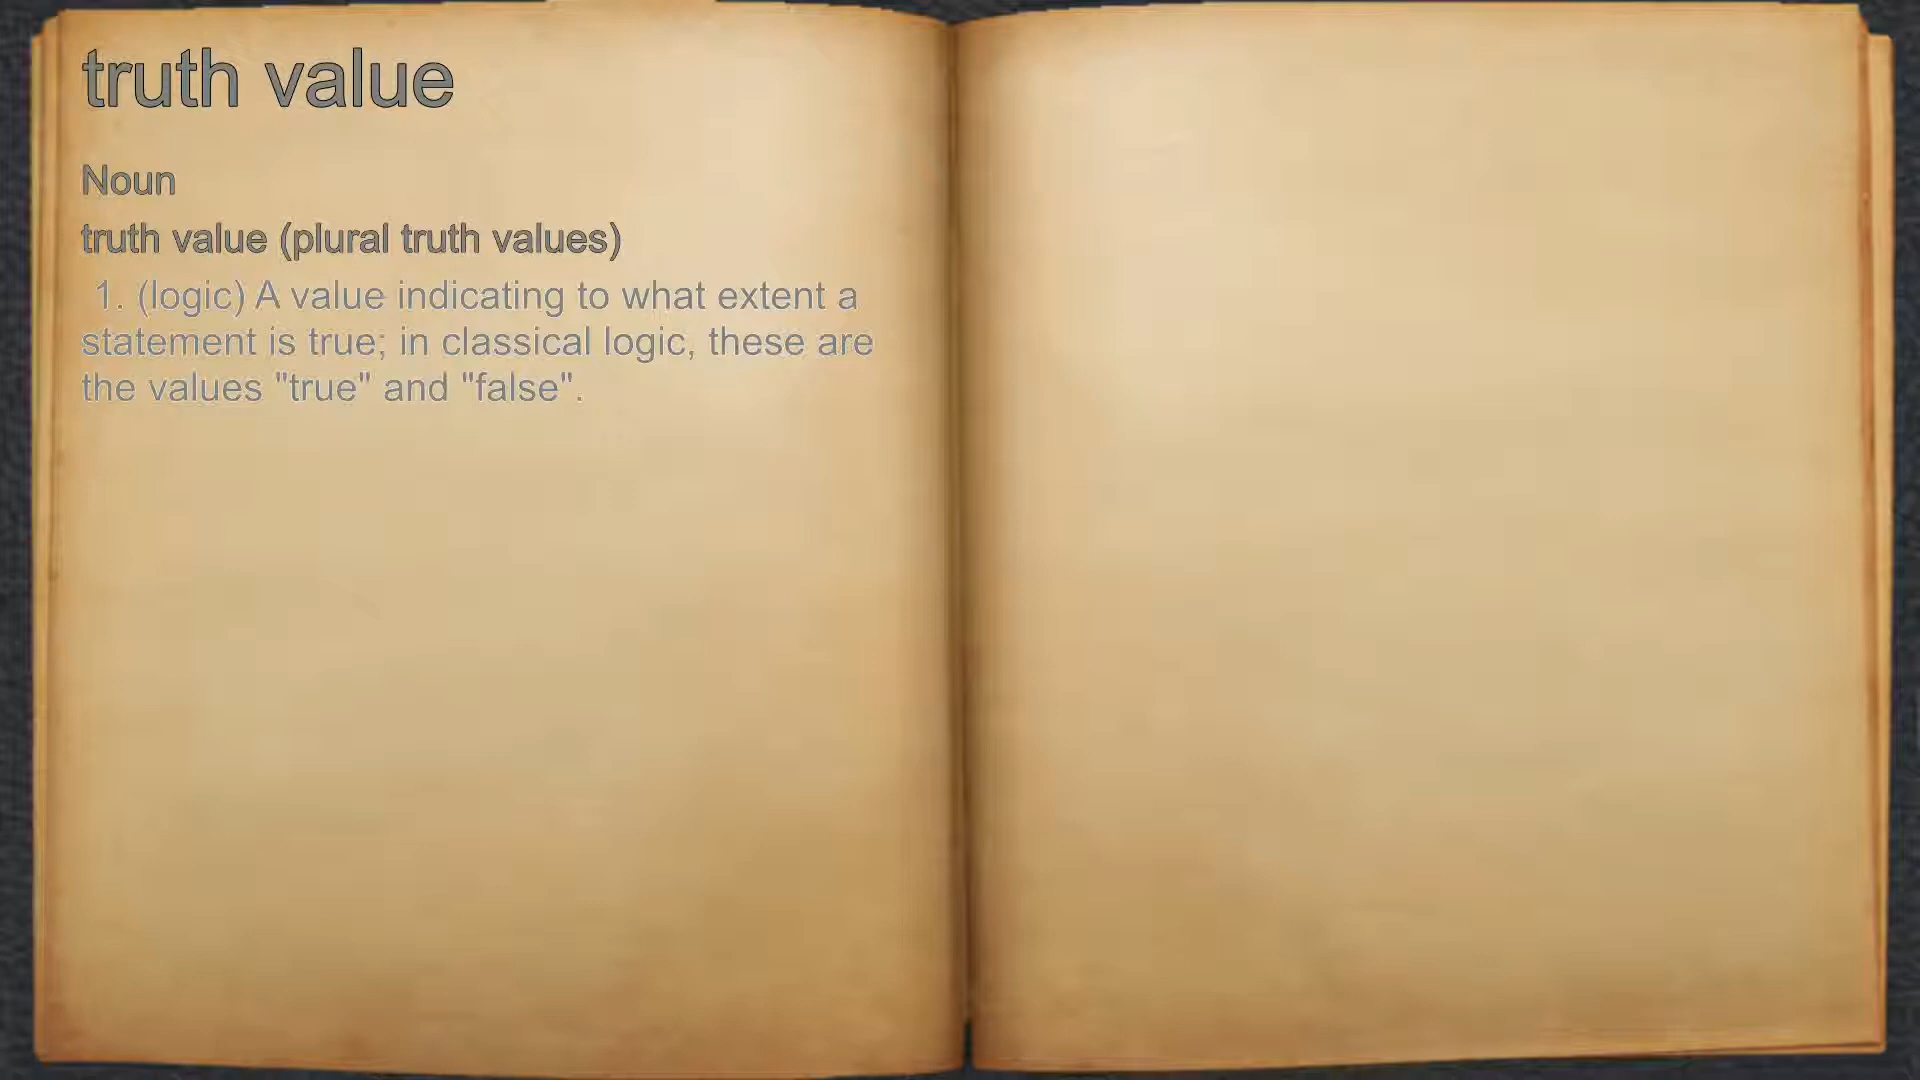 truth value
Noun
truth value (plural truth values)
1. (logic) A value indicating to what extent a
statement is true; in classical logic, these are
the values "true" and "false".